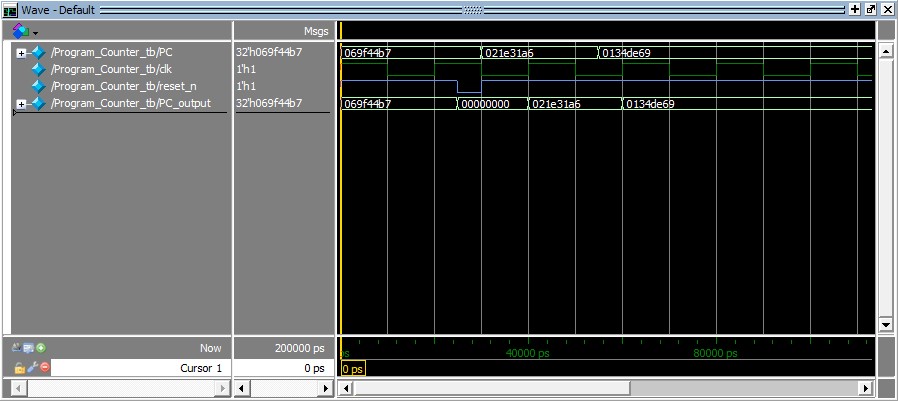 Wave - Default
Msgs
/Program_Counter_tb/PC 32'h069f44b7 069f44b7 021e31a6 0134de69
/Program_Counter_tb/clk 1'h1
/Program_Counter_tb/reset_n 1'h1
/Program_Counter_tb/PC_output 32'h069f44b7 069f44b7 00000000 021e31a6 0134de69
Now 200000 ps ps 40000 ps 80000 ps
Cursor 1 0 ps 0 ps